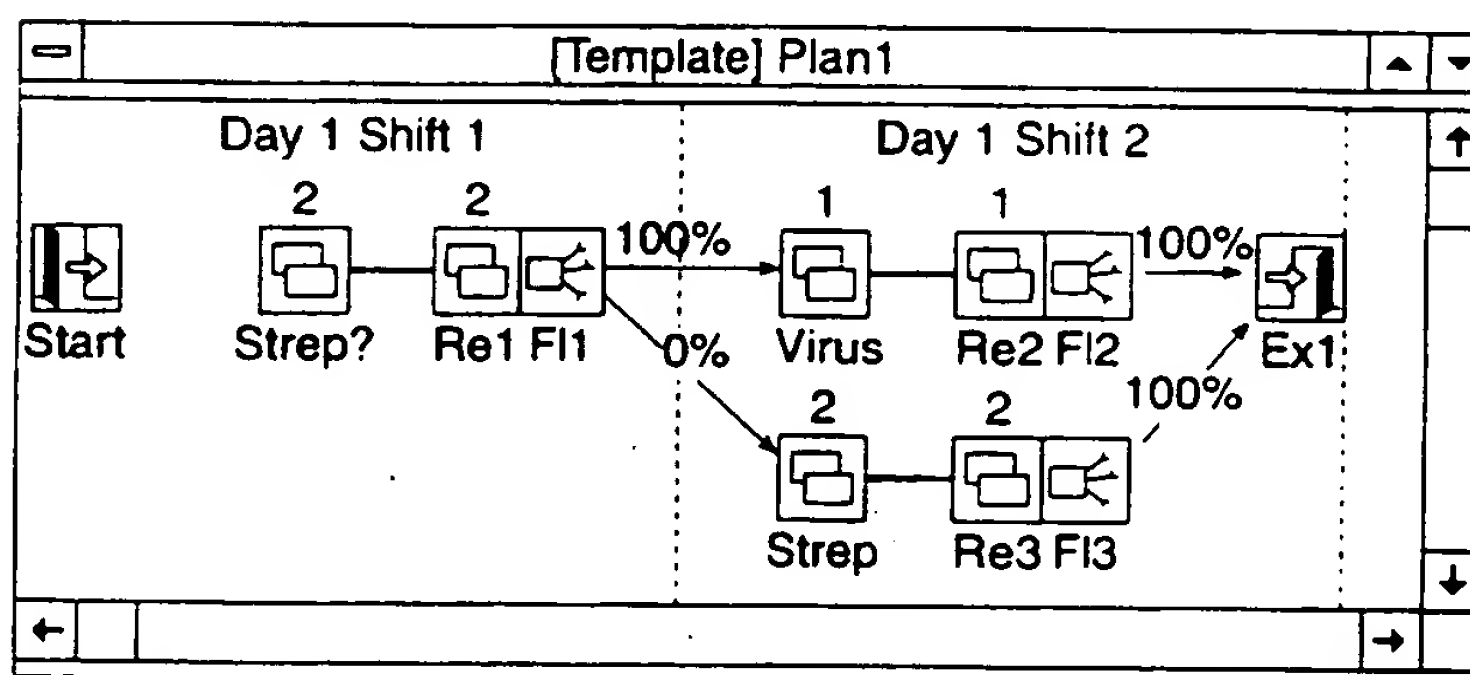 [Template] Plan1
Day 1 Shift 1
Day 1 Shift 2
2
2
1
1
100%
100%
Start
Strep?
Re1 Fl1
0%
Virus
Re2 Fl2
Ex1
100%
2
2
Strep
Re3 Fl3